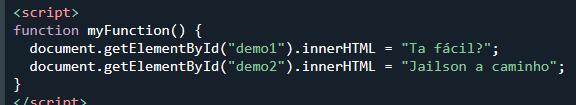 <script>
function myFunction() {
  document.getElementById("demo1").innerHTML = "Ta fácil?";
  document.getElementById("demo2").innerHTML = "Jailson a caminho";
}
</script>